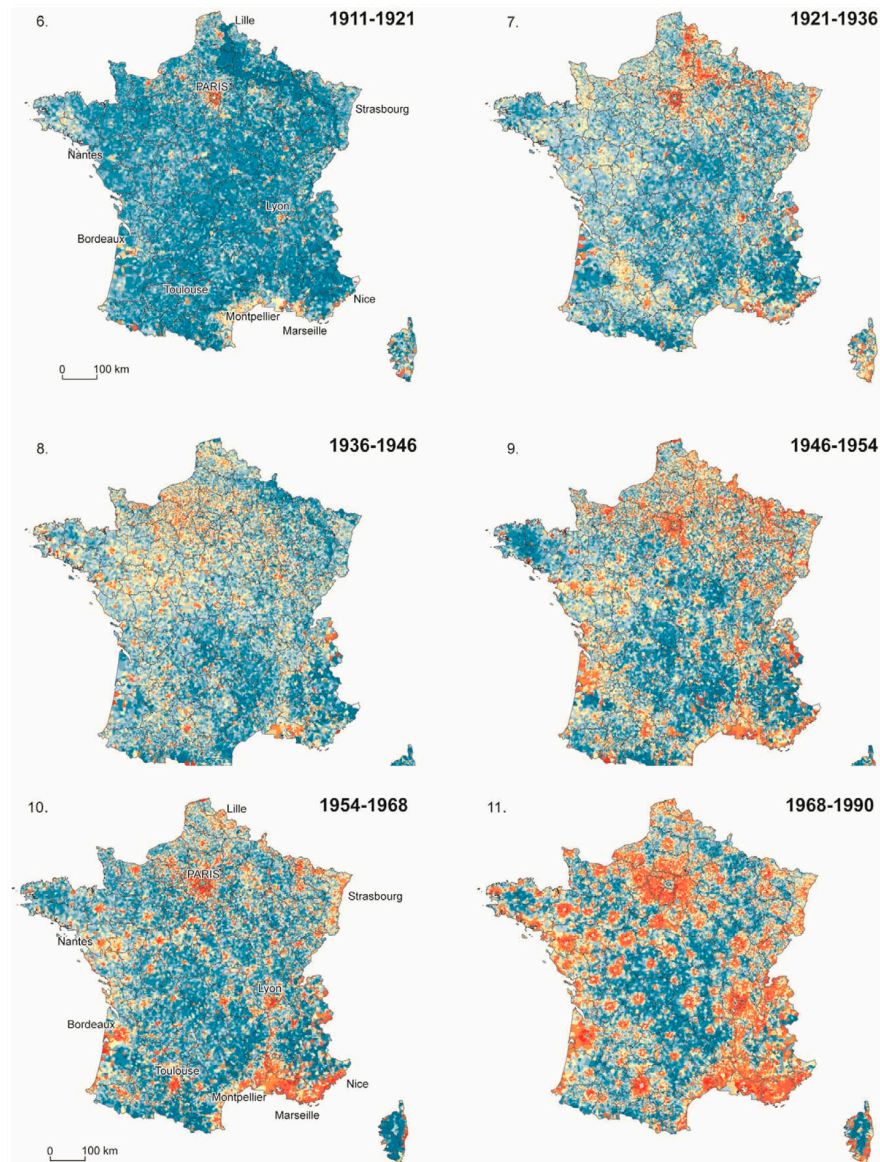 6.
1911-1921
Lille
PARIS
Strasbourg
Nantes
Lyon
Bordeaux
Toulouse
Nice
Montpellier
Marseille
0 100 km
7.
1921-1936
8.
1936-1946
9.
1946-1954
10.
1954-1968
Lille
PARIS
Strasbourg
Nantes
Lyon
Bordeaux
Toulouse
Nice
Montpellier
Marseille
0 100 km
11.
1968-1990